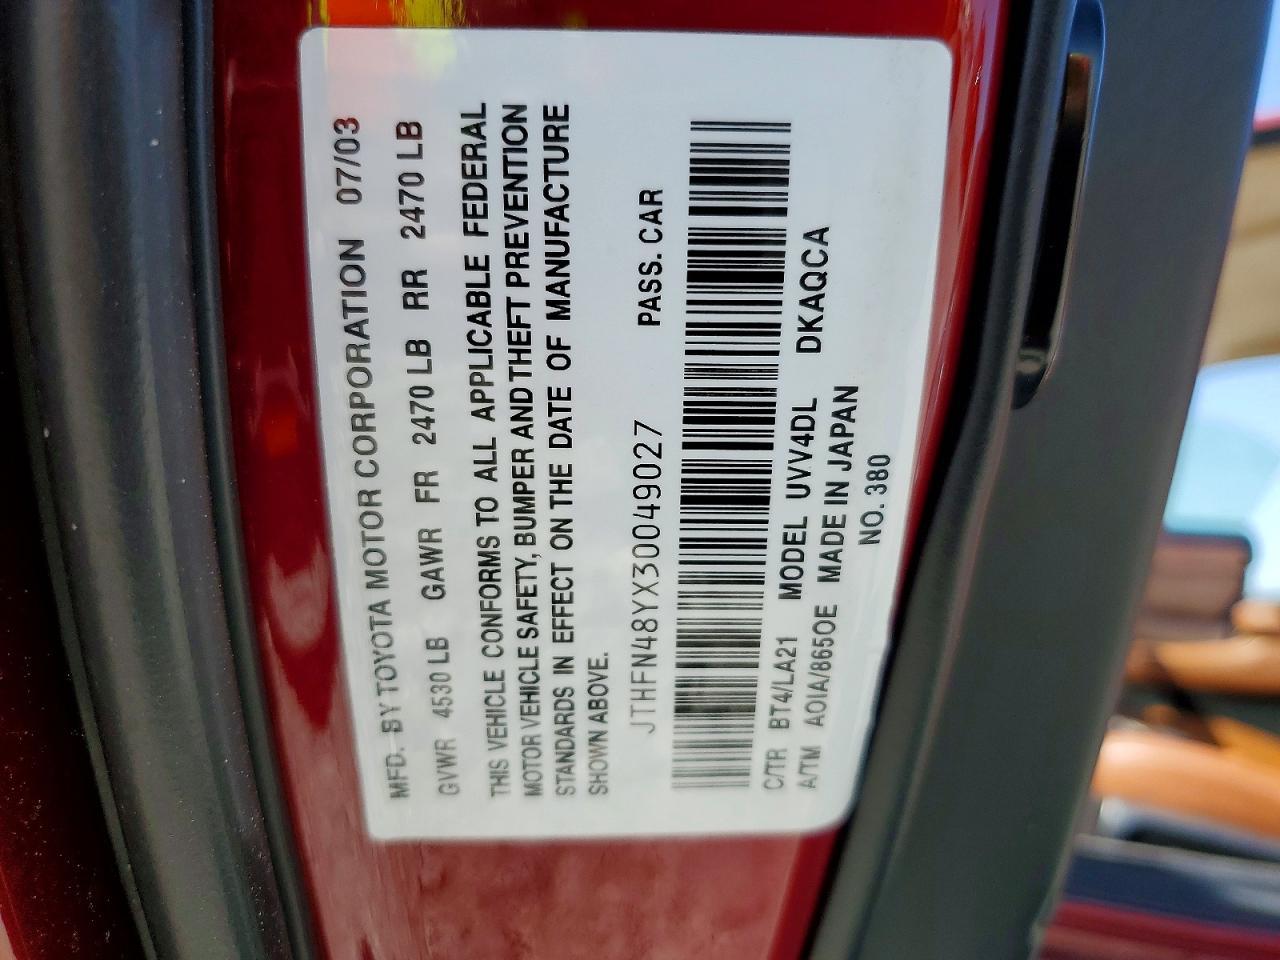 MFD. BY TOYOTA MOTOR CORPORATION 07/03
GVWR 4530 LB GAWR FR 2470 LB RR 2470 LB
THIS VEHICLE CONFORMS TO ALL APPLICABLE FEDERAL
MOTOR VEHICLE SAFETY, BUMPER AND THEFT PREVENTION
STANDARDS IN EFFECT ON THE DATE OF MANUFACTURE
SHOWN ABOVE.
JTHFN48YX30049027 PASS. CAR
C/TR BT4/LA21 MODEL UVV4DL DKAQCA
A/TM A01A/8650E MADE IN JAPAN
NO. 380